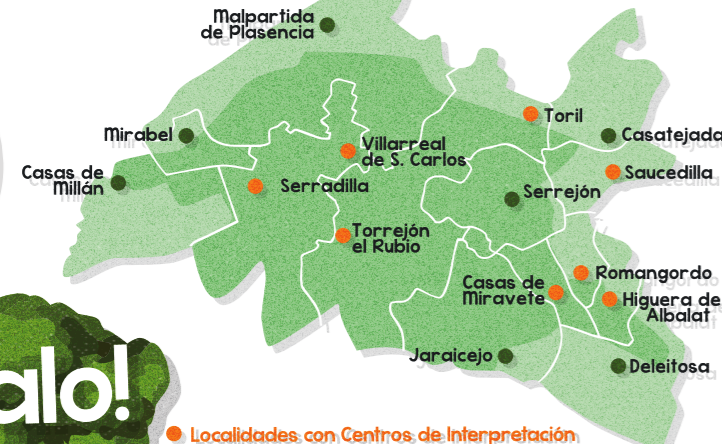 Malpartida
de Plasencia
Toril
Mirabel
Casatejada
Villarreal
de S. Carlos
Casas de
Millán
Saucedilla
Serradilla
Serrejón
Torrejón
el Rubio
Romangordo
Casas de
Miravete
Higuera de
Albalat
Jaraicejo
Deleitosa
alo!
Localidades con Centros de Interpretación